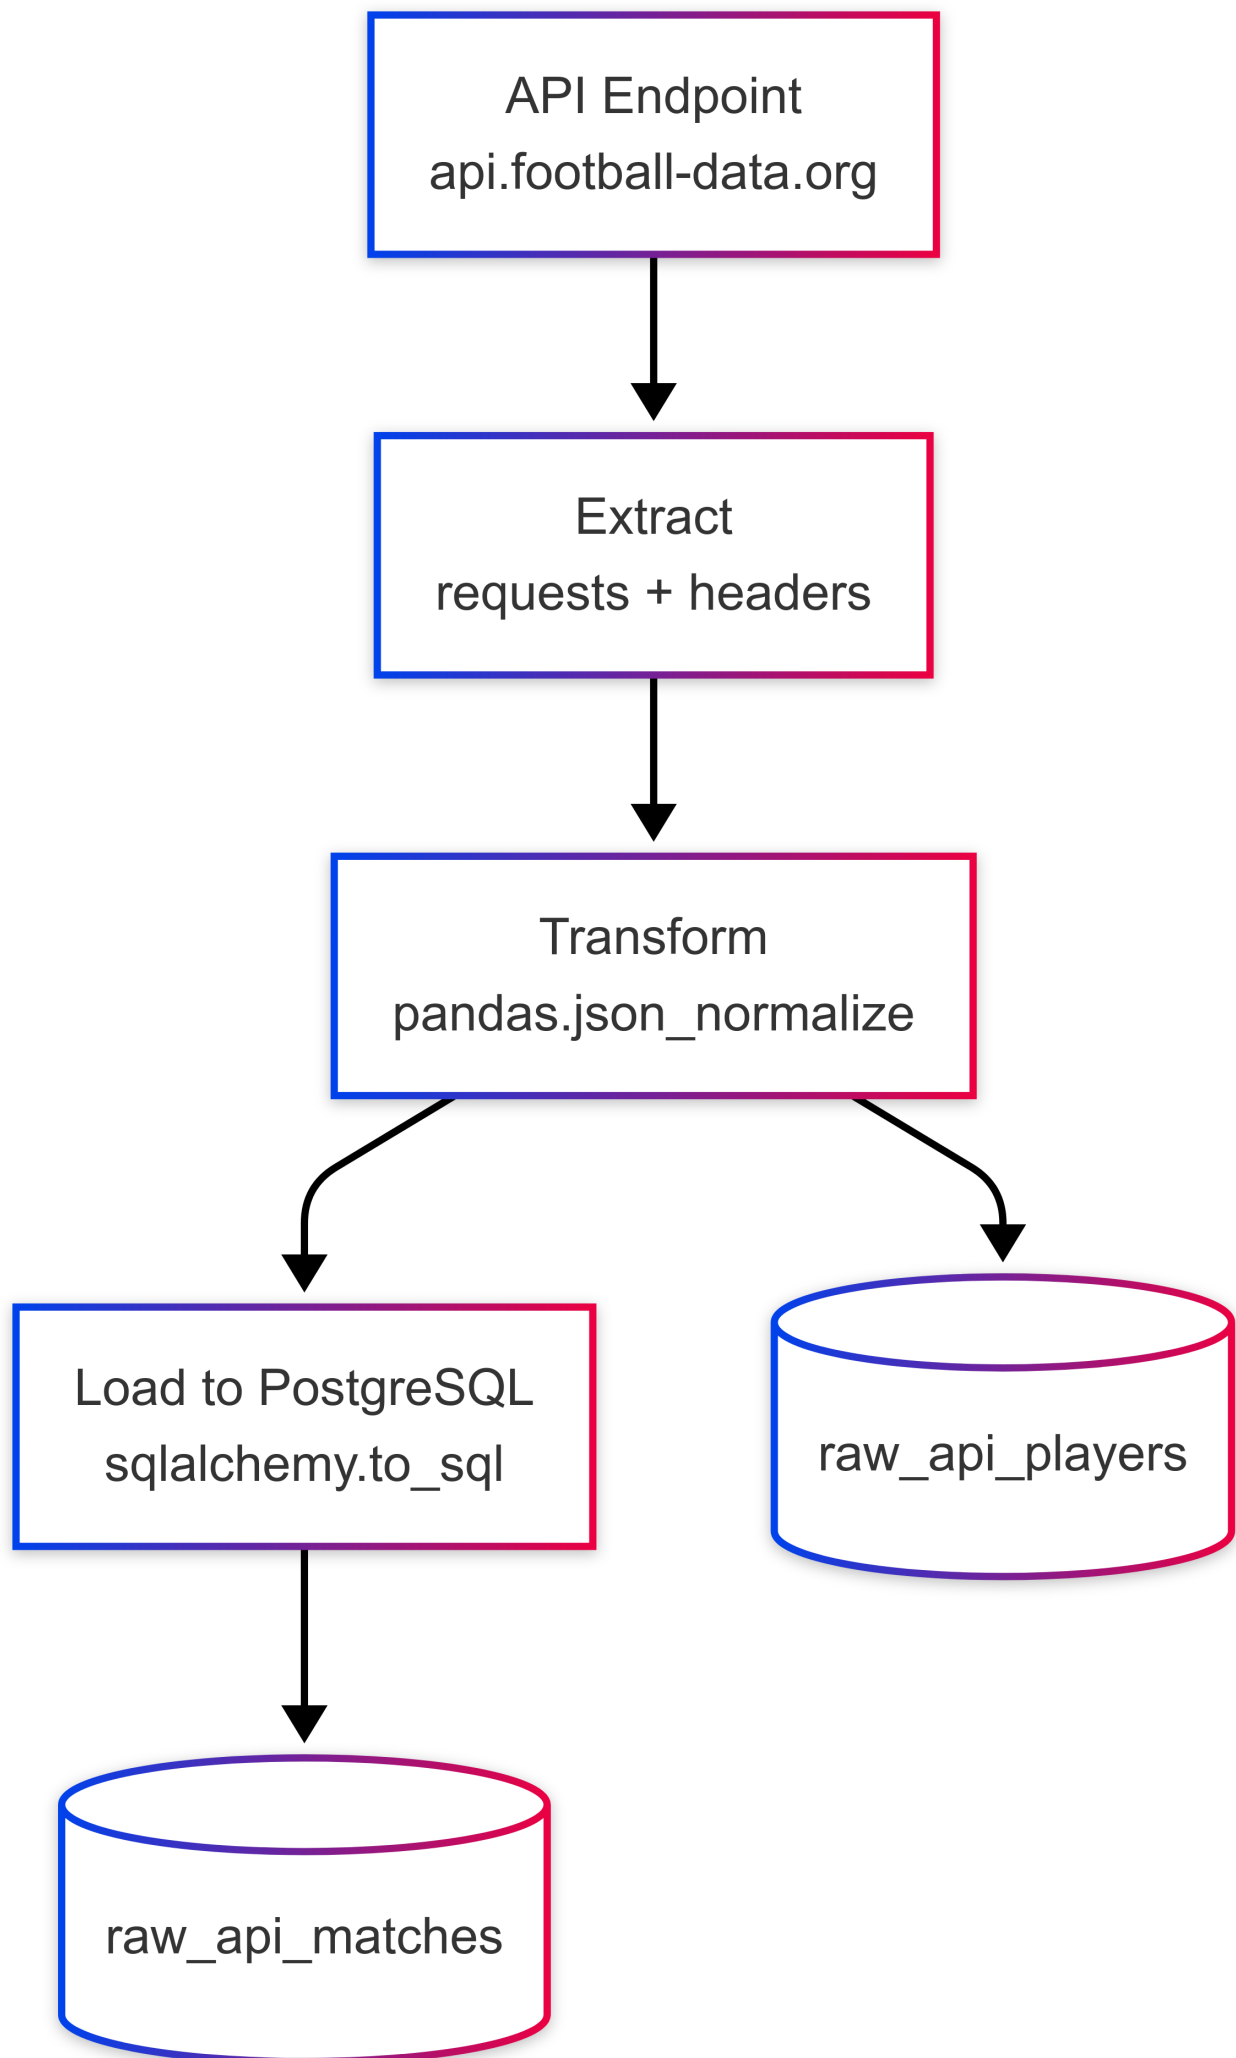 API Endpoint
api.football-data.org
Extract
requests + headers
Transform
pandas.json_normalize
Load to PostgreSQL
sqlalchemy.to_sql
raw_api_players
raw_api_matches